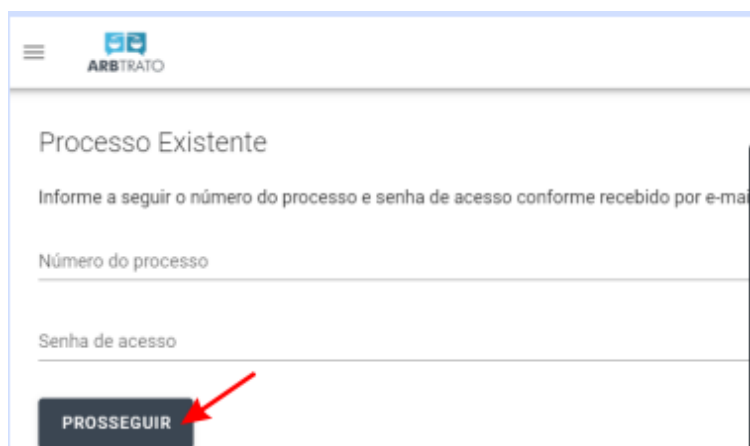 ARBTRATO
Processo Existente
Informe a seguir o número do processo e senha de acesso conforme recebido por e-mai
Número do processo
Senha de acesso
PROSSEGUIR